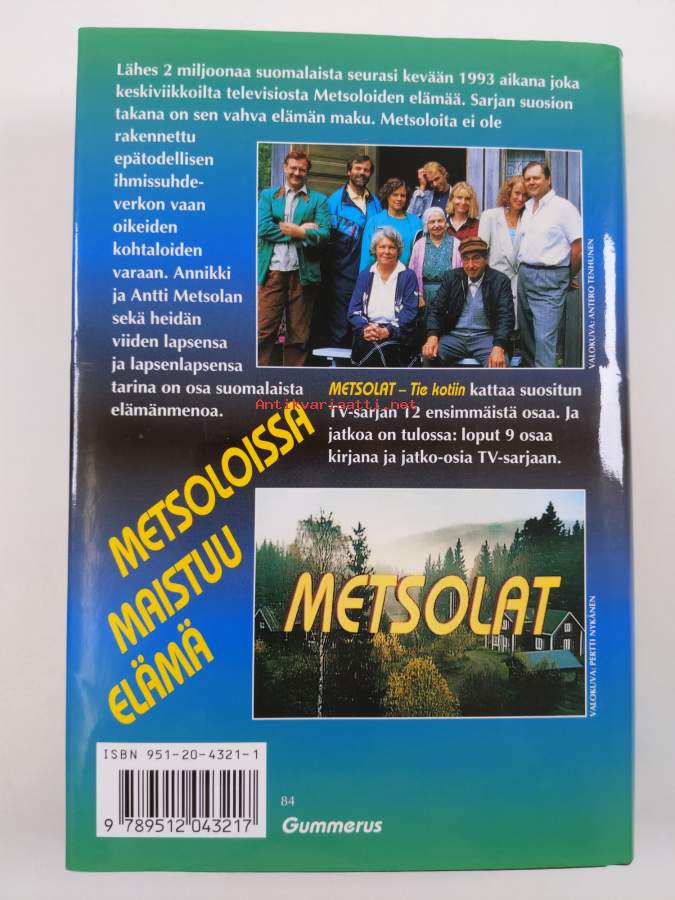 Lähes 2 miljoonaa suomalaista seurasi kevään 1993 aikana joka
keskiviikkoilta televisiosta Metsoloiden elämää. Sarjan suosion
takana on sen vahva elämän maku. Metsoloita ei ole
rakennettu
epätodellisen
ihmissuhde-
verkon vaan
oikeiden
kohtaloiden
varaan. Annikki
ja Antti Metsolan
sekä heidän
viiden lapsensa
ja lapsenlapsensa
tarina on osa suomalaista
elämänmenoa.
VALOKUVA: ANTERO TENHUNEN
METSOLAT – Tie kotiin kattaa suositun
TV-sarjan 12 ensimmäistä osaa. Ja
jatkoa on tulossa: loput 9 osaa
kirjana ja jatko-osia TV-sarjaan.
Antikvariaatti.net
METSOLOISSA
MAISTUU
ELÄMÄ
METSOLAT
VALOKUVA: PERTTI NYKÄNEN
ISBN 951-20-4321-1
9 789512 043217
84
Gummerus